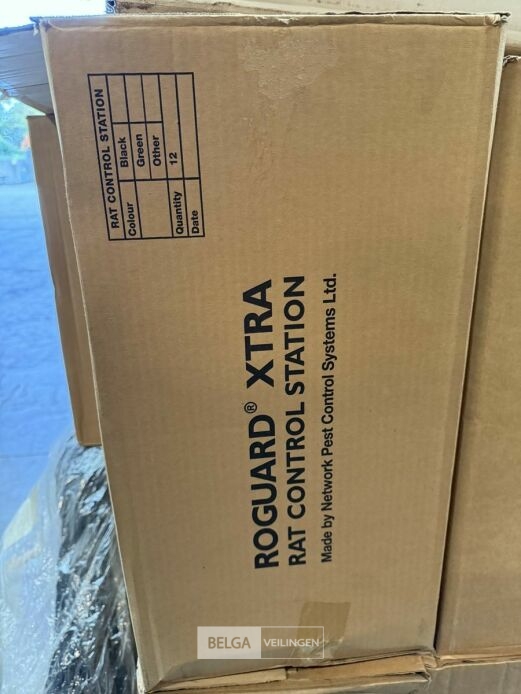 RAT CONTROL STATION
Colour Black
Green
Other
Quantity 12
Date
ROGUARD® XTRA
RAT CONTROL STATION
Made by Network Pest Control Systems Ltd.
BELGA VEILINGEN